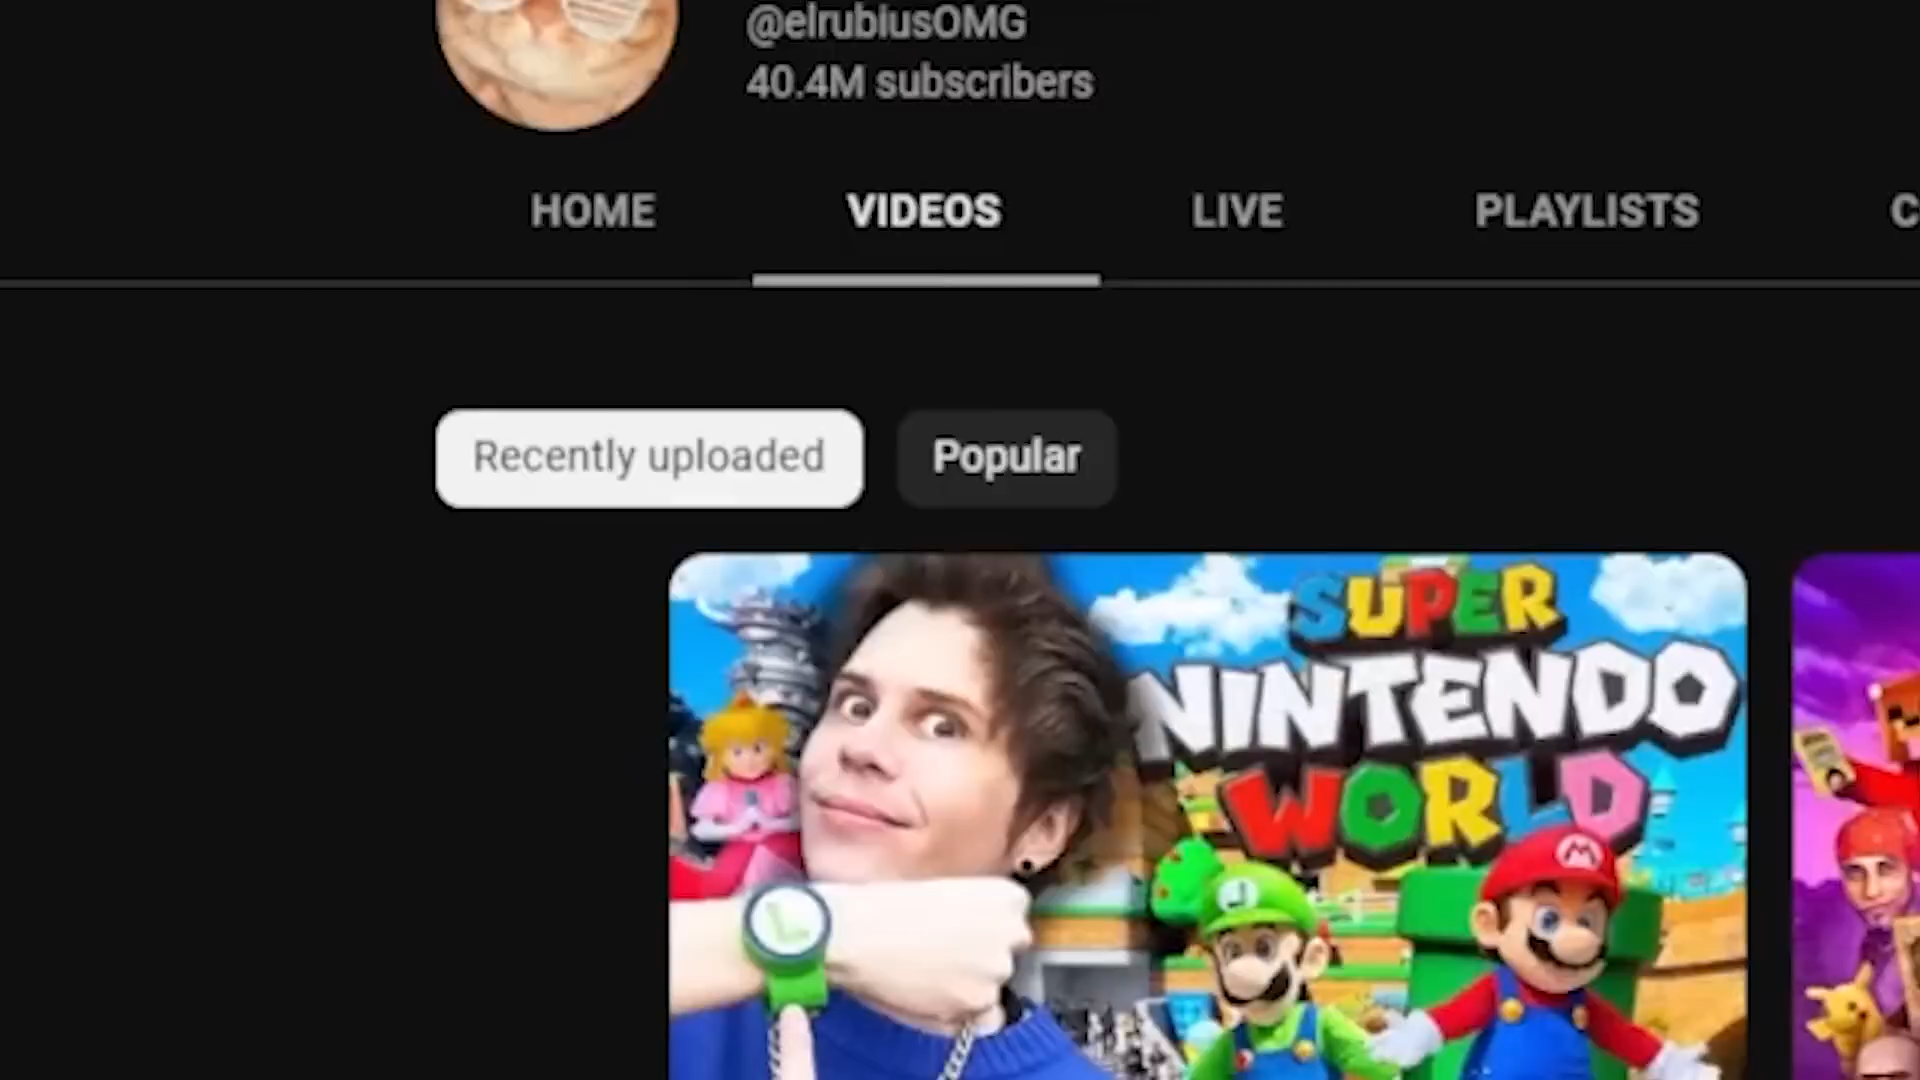 @elrubiusOMG
40.4M subscribers
HOME VIDEOS LIVE PLAYLISTS C
Recently uploaded Popular
SUPER
NINTENDO
WORLD
L
L
M